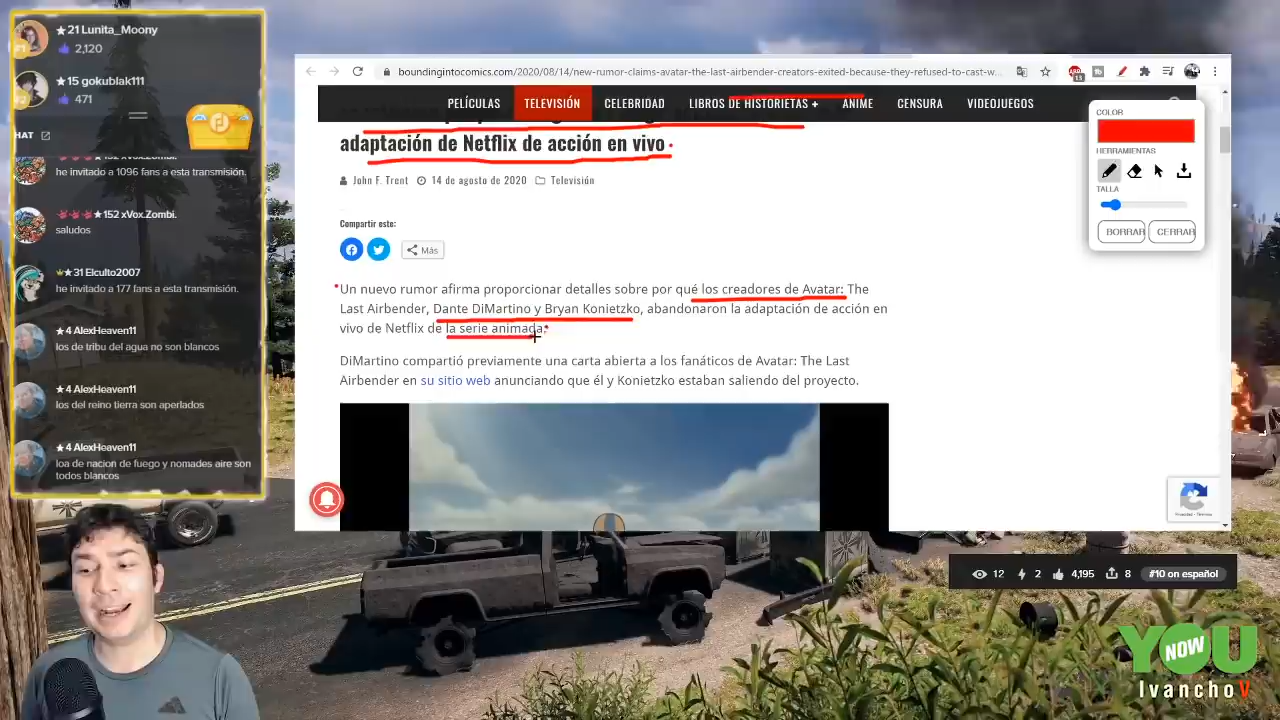 ★21 Lunita_Moony
#1
2,120
★15 gokublak111
#2
471
HAT
★152 xVox.Zombi.
he invitado a 1096 fans a esta transmisión.
★152 xVox.Zombi.
saludos
★31 Elculto2007
he invitado a 177 fans a esta transmisión.
★4 AlexHeaven11
los de tribu del agua no son blancos
★4 AlexHeaven11
los del reino tierra son aperlados
★4 AlexHeaven11
loa de nacion de fuego y nomades aire son
todos blancos
boundingintocomics.com/2020/08/14/new-rumor-claims-avatar-the-last-airbender-creators-exited-because-they-refused-to-cast-w...
PELÍCULAS TELEVISIÓN CELEBRIDAD LIBROS DE HISTORIETAS + ANIME CENSURA VIDEOJUEGOS
adaptación de Netflix de acción en vivo
John F. Trent 14 de agosto de 2020 Televisión
Compartir este:
Más
Un nuevo rumor afirma proporcionar detalles sobre por qué los creadores de Avatar: The
Last Airbender, Dante DiMartino y Bryan Konietzko, abandonaron la adaptación de acción en
vivo de Netflix de la serie animada.
DiMartino compartió previamente una carta abierta a los fanáticos de Avatar: The Last
Airbender en su sitio web anunciando que él y Konietzko estaban saliendo del proyecto.
COLOR
HERRAMIENTAS
TALLA
BORRAR CERRAR
Privacidad - Términos
12 2 4,195 8 #10 on español
YOU
NOW
IvanchoV